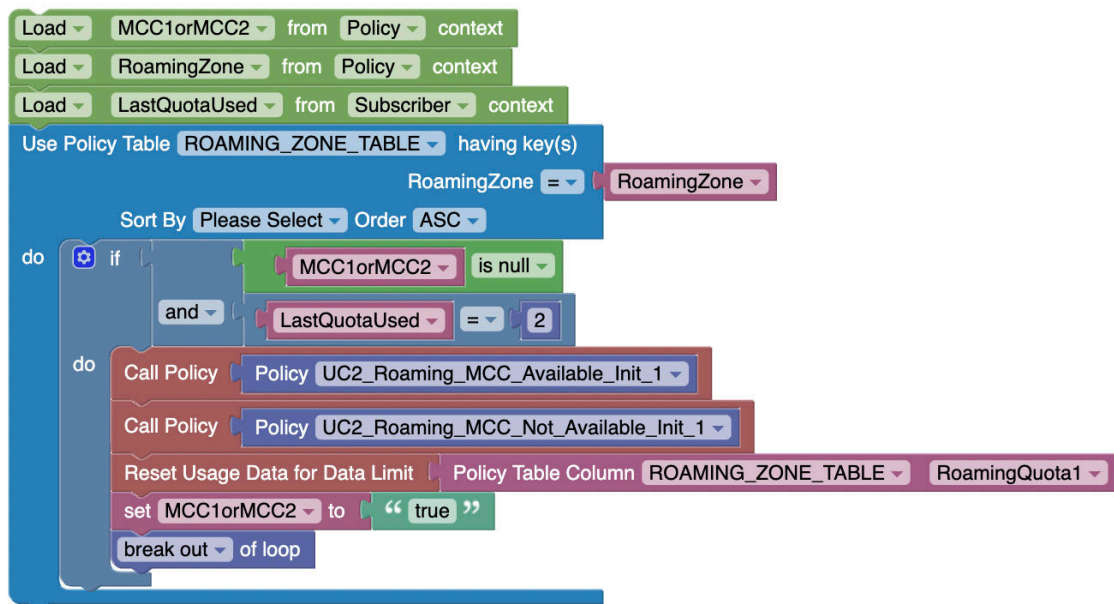 Load MCC1orMCC2 from Policy context
Load RoamingZone from Policy context
Load LastQuotaUsed from Subscriber context
Use Policy Table ROAMING_ZONE_TABLE having key(s)
RoamingZone = RoamingZone
Sort By Please Select Order ASC
do if MCC1orMCC2 is null
and LastQuotaUsed = 2
do Call Policy Policy UC2_Roaming_MCC_Available_Init_1
Call Policy Policy UC2_Roaming_MCC_Not_Available_Init_1
Reset Usage Data for Data Limit Policy Table Column ROAMING_ZONE_TABLE RoamingQuota1
set MCC1orMCC2 to “ true ”
break out of loop